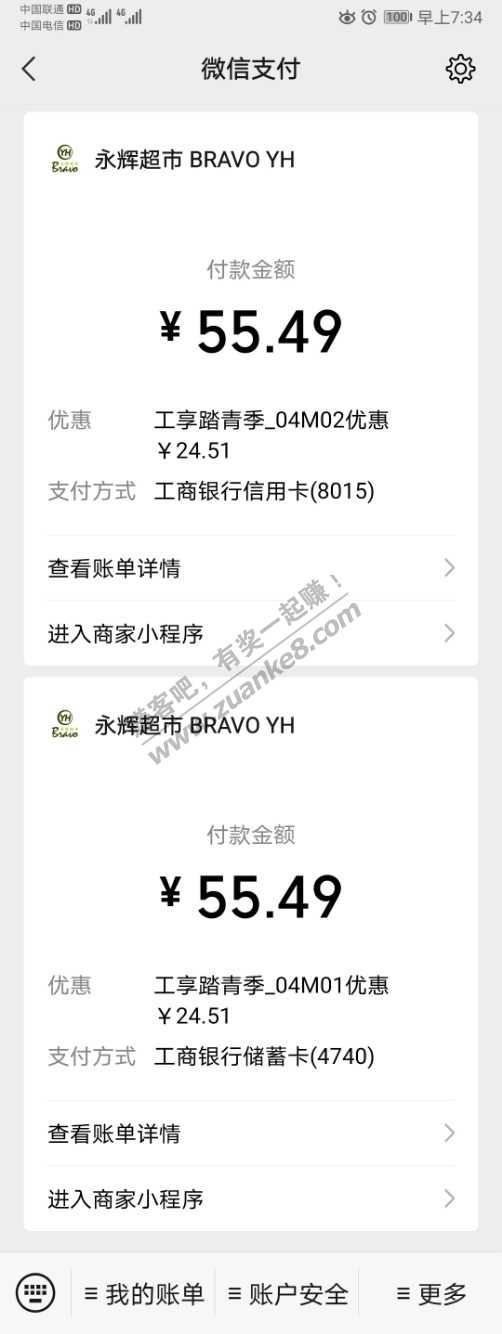 中国联通 HD 4G 4G
中国电信 HD
100 早上7:34
微信支付
YH Bravo
永辉超市 BRAVO YH
付款金额
¥ 55.49
优惠 工享踏青季_04M02优惠
￥24.51
支付方式 工商银行信用卡(8015)
查看账单详情
进入商家小程序
赚客吧，有奖一起赚！
www.zuanke8.com
YH Bravo
永辉超市 BRAVO YH
付款金额
¥ 55.49
优惠 工享踏青季_04M01优惠
￥24.51
支付方式 工商银行储蓄卡(4740)
查看账单详情
进入商家小程序
我的账单 账户安全 更多